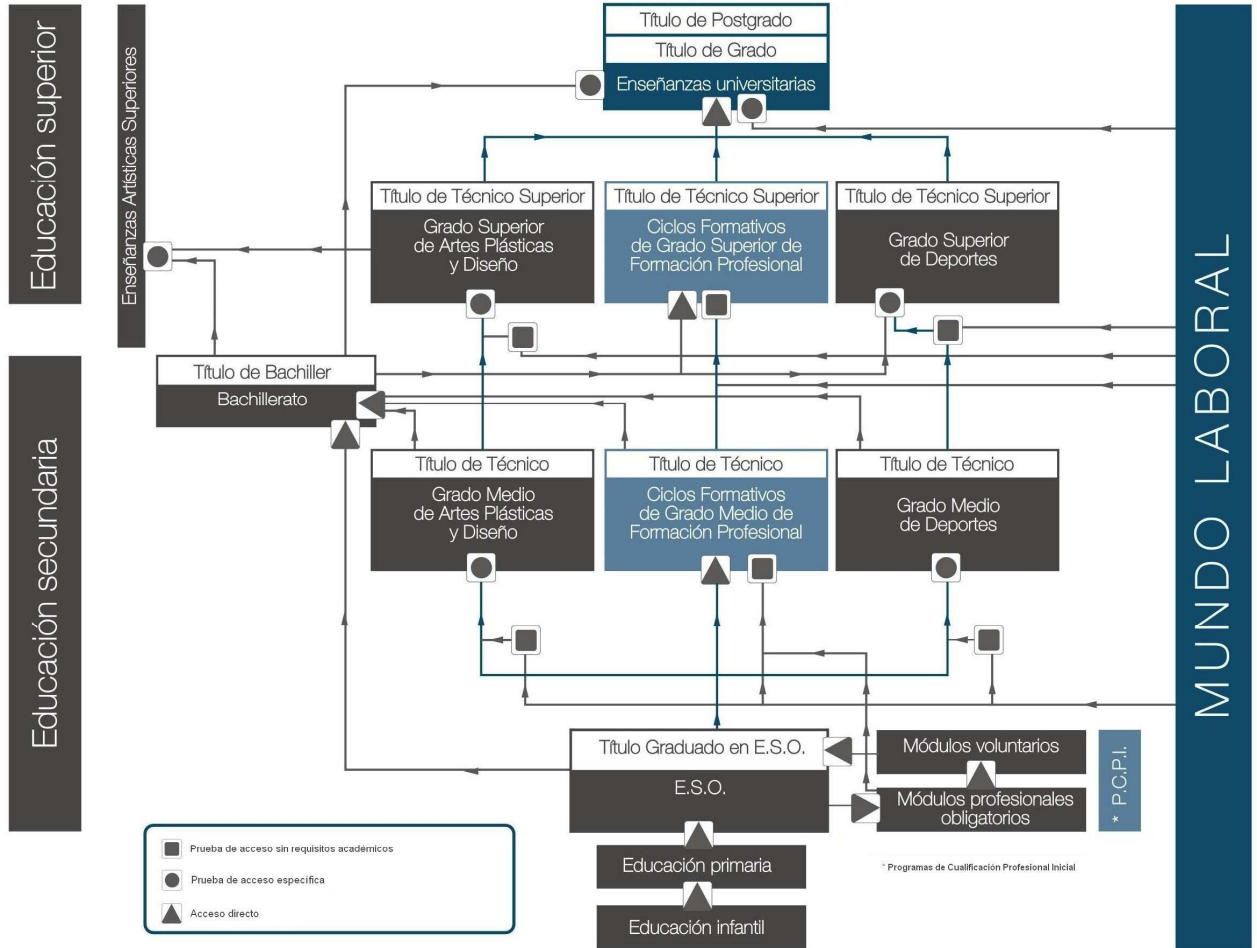 Educación superior
Enseñanzas Artísticas Superiores
Título de Postgrado
Título de Grado
Enseñanzas universitarias
Título de Técnico Superior
Grado Superior
de Artes Plásticas
y Diseño
Título de Técnico Superior
Ciclos Formativos
de Grado Superior de
Formación Profesional
Título de Técnico Superior
Grado Superior
de Deportes
MUNDO LABORAL
Educación secundaria
Título de Bachiller
Bachillerato
Título de Técnico
Grado Medio
de Artes Plásticas
y Diseño
Título de Técnico
Ciclos Formativos
de Grado Medio de
Formación Profesional
Título de Técnico
Grado Medio
de Deportes
Título Graduado en E.S.O.
E.S.O.
Módulos voluntarios
Módulos profesionales
obligatorios
* P.C.P.I.
Educación primaria
Educación infantil
* Programas de Cualificación Profesional Inicial
Prueba de acceso sin requisitos académicos
Prueba de acceso específica
Acceso directo